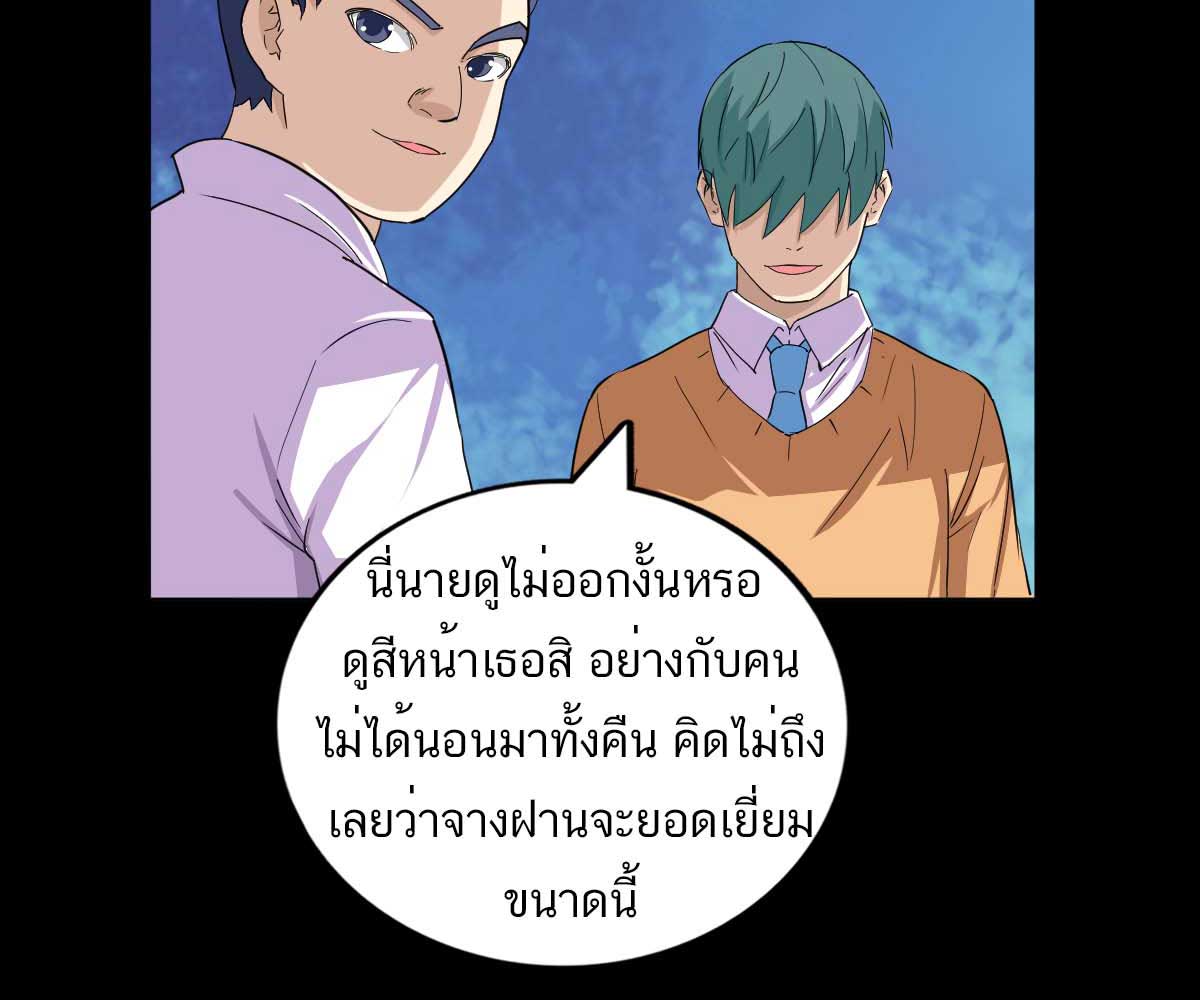 นี่นายดูไม่ออกงั้นหรอ
ดูสีหน้าเธอสิ อย่างกับคน
ไม่ได้นอนมาทั้งคืน คิดไม่ถึง
เลยว่าจางฝานจะยอดเยี่ยม
ขนาดนี้